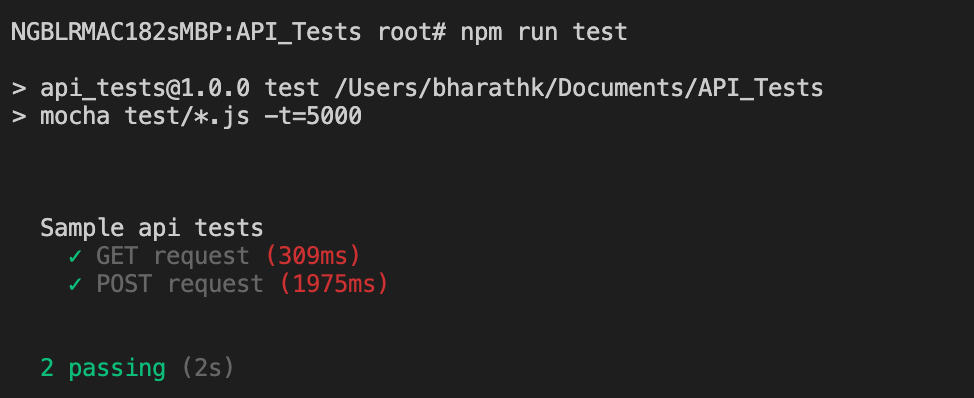 NGBLRMAC182sMBP:API_Tests root# npm run test
> api_tests@1.0.0 test /Users/bharathk/Documents/API_Tests
> mocha test/*.js -t=5000
Sample api tests
✓ GET request (309ms)
✓ POST request (1975ms)
2 passing (2s)